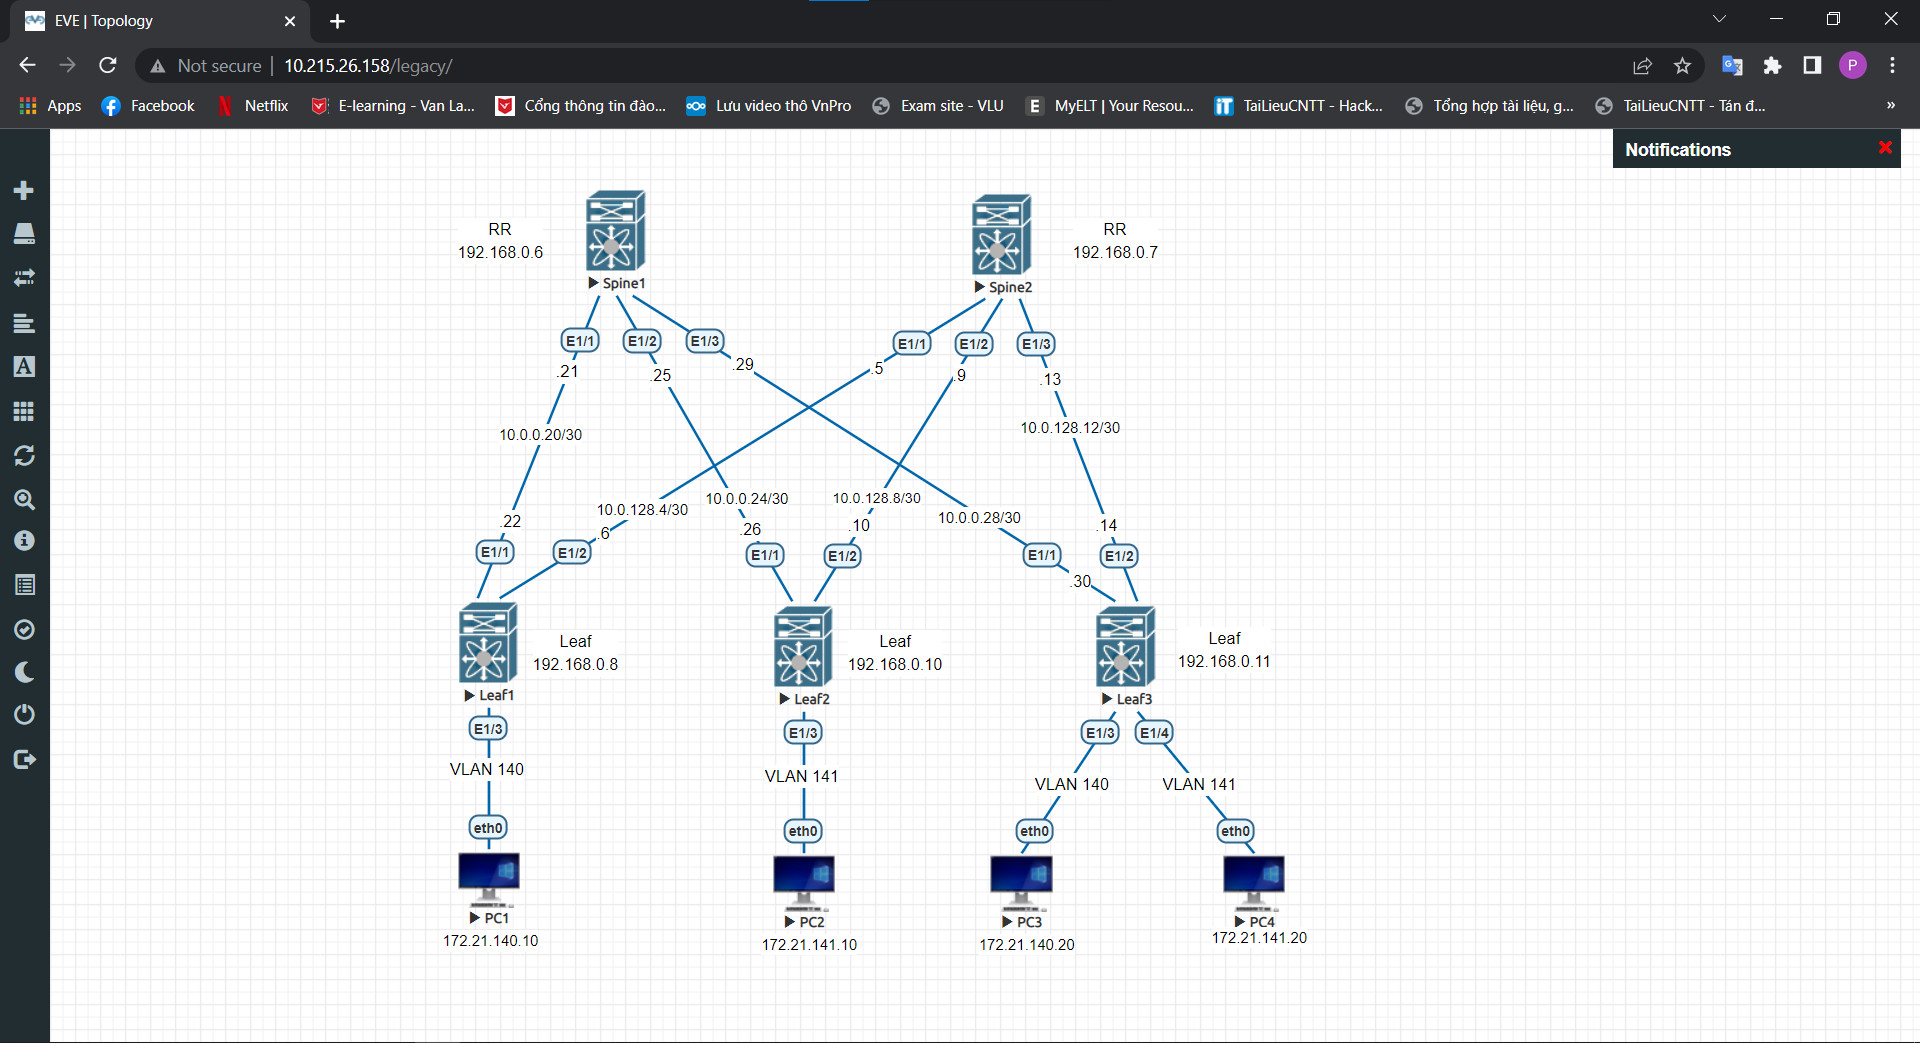 EVE | Topology
Not secure | 10.215.26.158/legacy/
P
Apps Facebook Netflix E-learning - Van La... Cổng thông tin đào... Lưu video thô VnPro Exam site - VLU E MyELT | Your Resou... iT TaiLieuCNTT - Hack... Tổng hợp tài liệu, g... TaiLieuCNTT - Tán đ... »
Notifications
RR
192.168.0.6
RR
192.168.0.7
Spine1
Spine2
E1/1 E1/2 E1/3 E1/1 E1/2 E1/3
.21 .25 .29 .5 .9 .13
10.0.0.20/30
10.0.128.12/30
10.0.128.4/30
10.0.0.24/30
10.0.128.8/30
10.0.0.28/30
.22 .6 .26 .10 .14
E1/1 E1/2 E1/1 E1/2 E1/1 E1/2
.30
Leaf
192.168.0.8
Leaf
192.168.0.10
Leaf
192.168.0.11
Leaf1
Leaf2
Leaf3
E1/3 E1/3 E1/3 E1/4
VLAN 140
VLAN 141
VLAN 140
VLAN 141
eth0 eth0 eth0 eth0
PC1
172.21.140.10
PC2
172.21.141.10
PC3
172.21.140.20
PC4
172.21.141.20